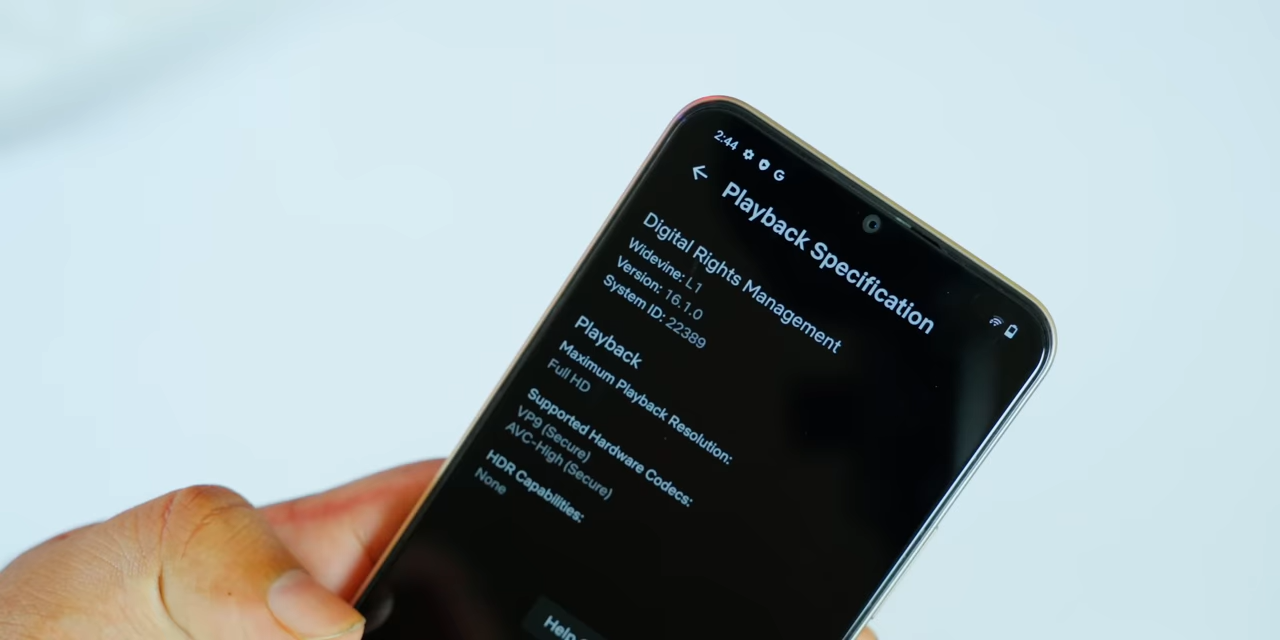 2:44 G
Playback Specification
Digital Rights Management
Widevine: L1
Version: 16.1.0
System ID: 22389
Playback
Maximum Playback Resolution:
Full HD
Supported Hardware Codecs:
VP9 (Secure)
AVC-High (Secure)
HDR Capabilities:
None
Help